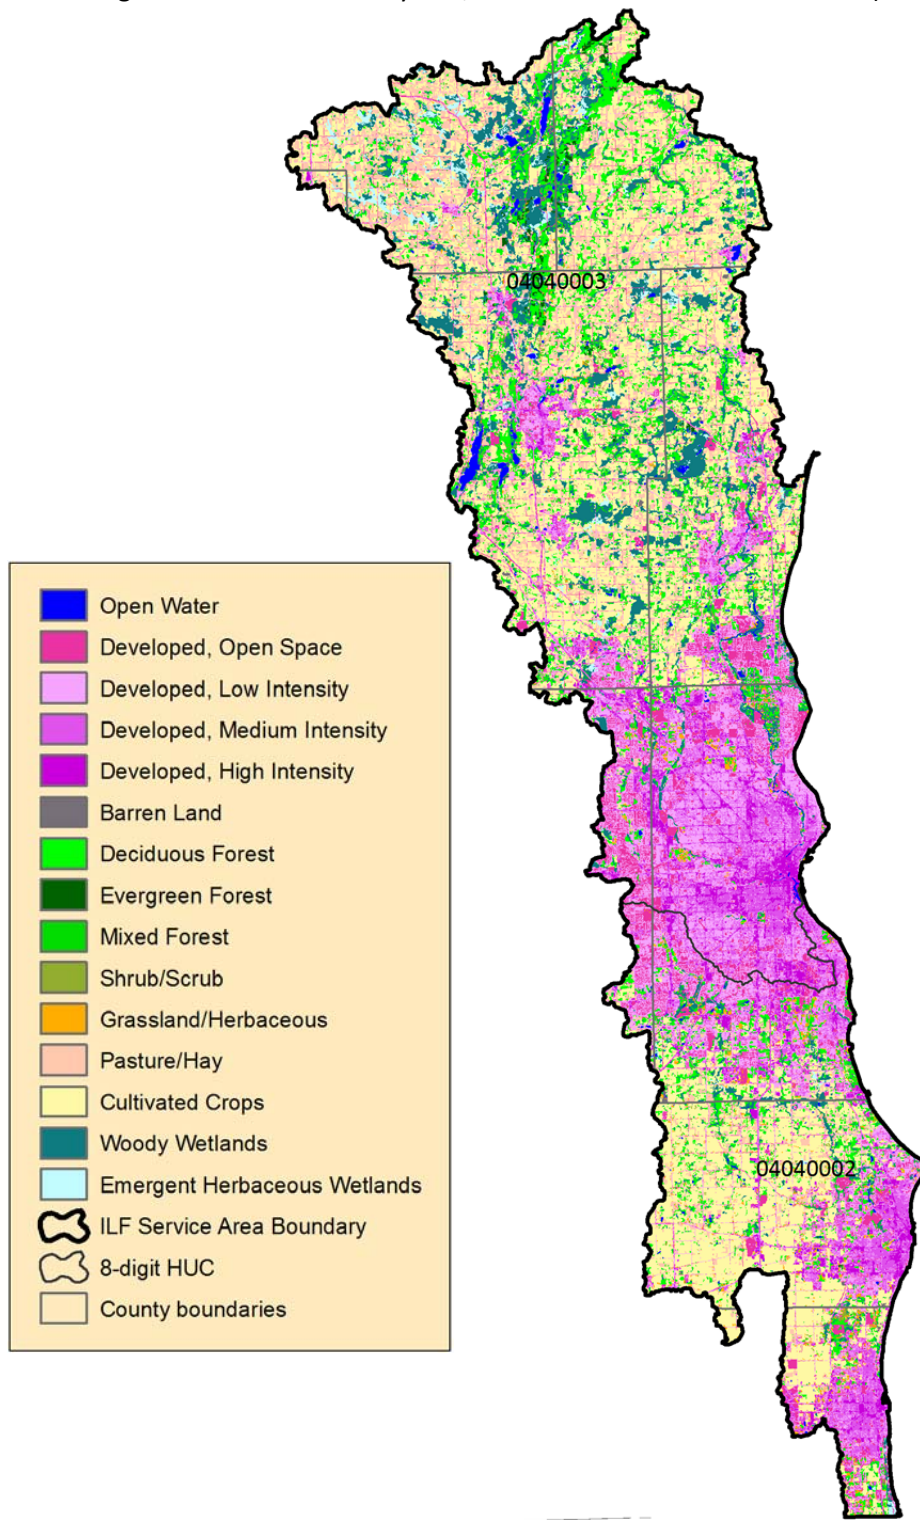 04040003
Open Water
Developed, Open Space
Developed, Low Intensity
Developed, Medium Intensity
Developed, High Intensity
Barren Land
Deciduous Forest
Evergreen Forest
Mixed Forest
Shrub/Scrub
Grassland/Herbaceous
Pasture/Hay
Cultivated Crops
Woody Wetlands
Emergent Herbaceous Wetlands
ILF Service Area Boundary
8-digit HUC
County boundaries
04040002